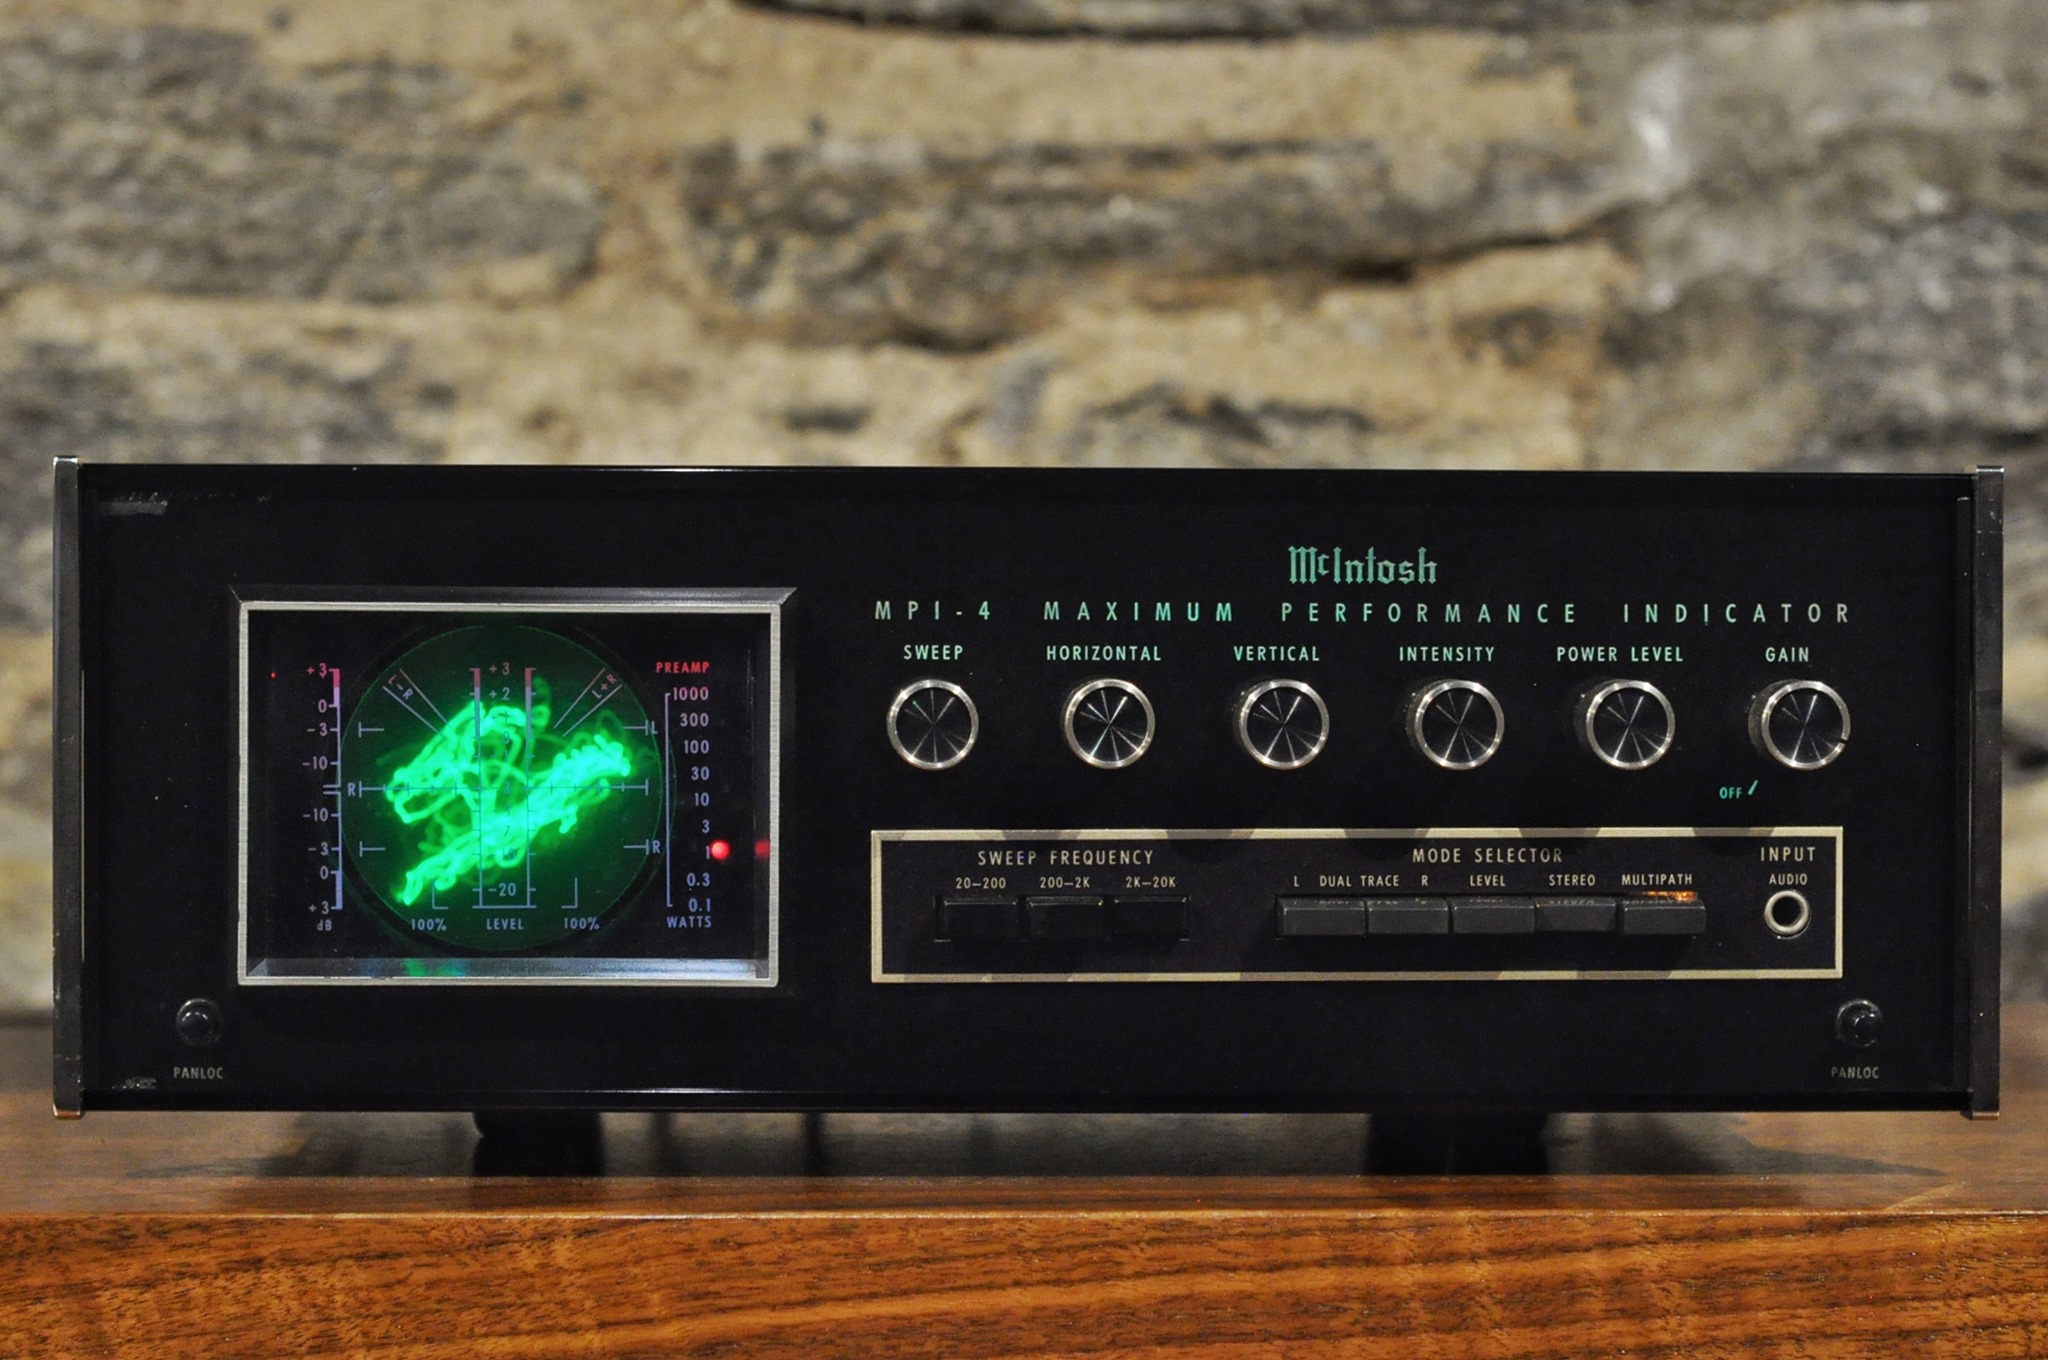 McIntosh
MPI-4 MAXIMUM PERFORMANCE INDICATOR
SWEEP HORIZONTAL VERTICAL INTENSITY POWER LEVEL GAIN
OFF
SWEEP FREQUENCY MODE SELECTOR INPUT
20-200 200-2K 2K-20K L DUAL TRACE R LEVEL STEREO MULTIPATH AUDIO
PANLOC PANLOC
+3 L-R +3 L+R PREAMP
0 +2 1000
-3 L 300
-10 100
R 30
-10 10
-3 R 3
0 1
-20 0.3
+3 0.1
dB 100% LEVEL 100% WATTS